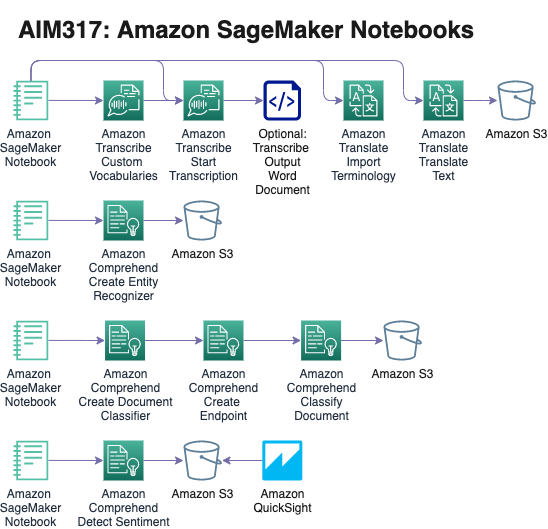 AIM317: Amazon SageMaker Notebooks
Amazon
SageMaker
Notebook
Amazon
Transcribe
Custom
Vocabularies
Amazon
Transcribe
Start
Transcription
Optional:
Transcribe
Output
Word
Document
Amazon
Translate
Import
Terminology
Amazon
Translate
Translate
Text
Amazon S3
Amazon
SageMaker
Notebook
Amazon
Comprehend
Create Entity
Recognizer
Amazon S3
Amazon
SageMaker
Notebook
Amazon
Comprehend
Create Document
Classifier
Amazon
Comprehend
Create
Endpoint
Amazon
Comprehend
Classify
Document
Amazon S3
Amazon
SageMaker
Notebook
Amazon
Comprehend
Detect Sentiment
Amazon S3
Amazon
QuickSight